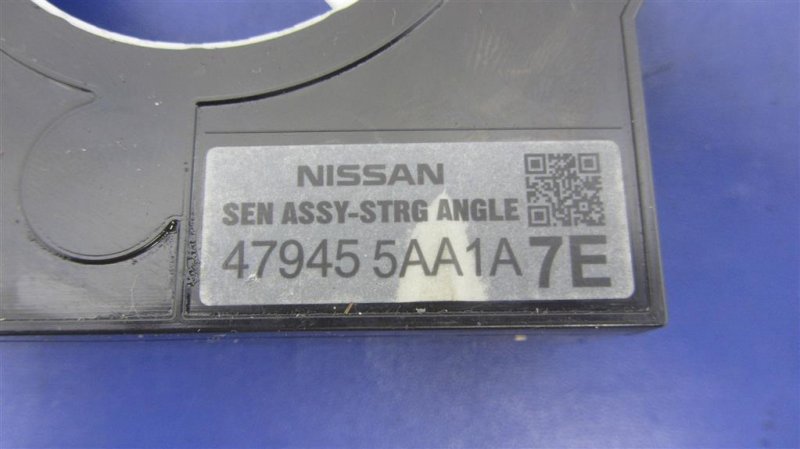 NISSAN
SEN ASSY-STRG ANGLE
47945 5AA1A 7E